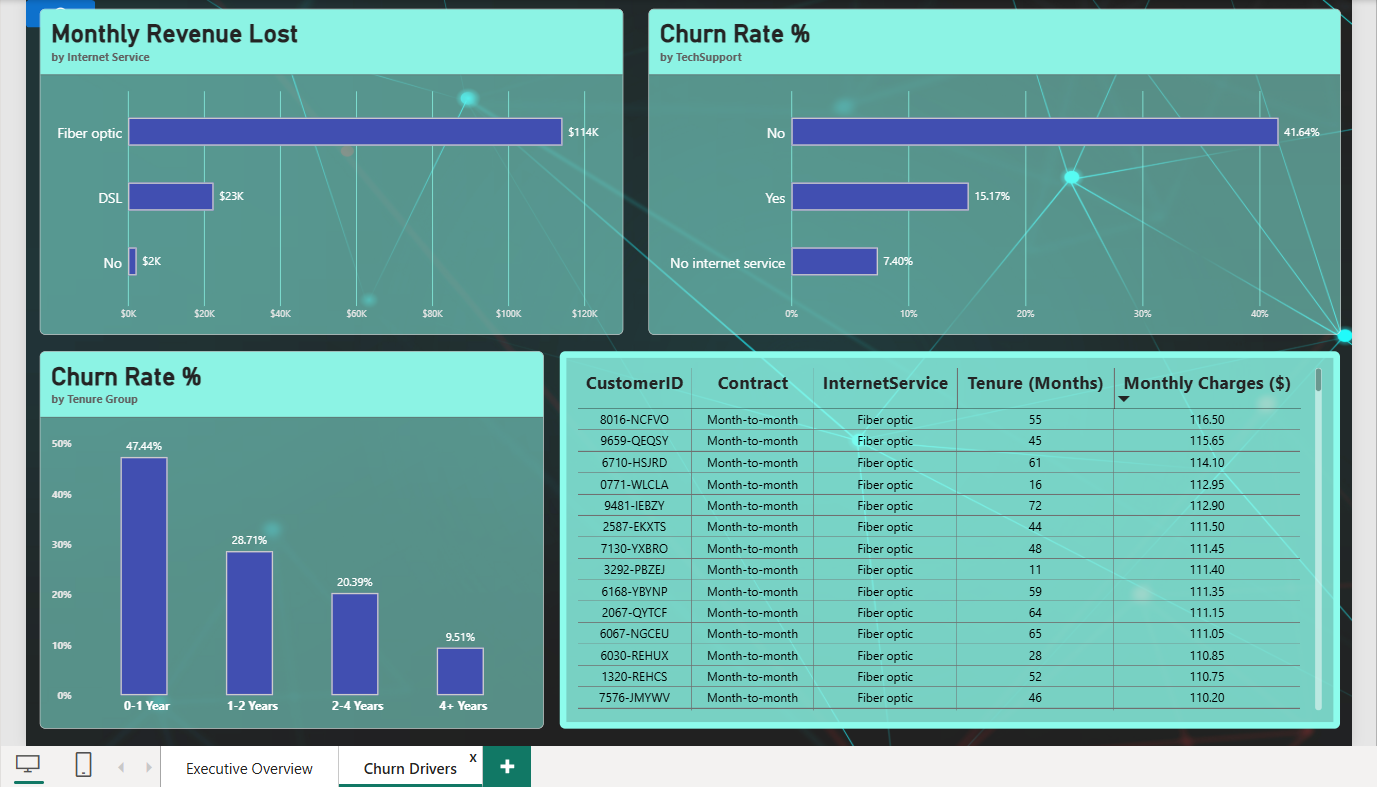 Monthly Revenue Lost
by Internet Service
Fiber optic $114K
DSL $23K
No $2K
$0K $20K $40K $60K $80K $100K $120K
Churn Rate %
by TechSupport
No 41.64%
Yes 15.17%
No internet service 7.40%
0% 10% 20% 30% 40%
Churn Rate %
by Tenure Group
50%
47.44%
40%
30%
28.71%
20%
20.39%
10%
9.51%
0%
0-1 Year 1-2 Years 2-4 Years 4+ Years
CustomerID Contract InternetService Tenure (Months) Monthly Charges ($)
8016-NCFVO Month-to-month Fiber optic 55 116.50
9659-QEQSY Month-to-month Fiber optic 45 115.65
6710-HSJRD Month-to-month Fiber optic 61 114.10
0771-WLCLA Month-to-month Fiber optic 16 112.95
9481-IEBZY Month-to-month Fiber optic 72 112.90
2587-EKXTS Month-to-month Fiber optic 44 111.50
7130-YXBRO Month-to-month Fiber optic 48 111.45
3292-PBZEJ Month-to-month Fiber optic 11 111.40
6168-YBYNP Month-to-month Fiber optic 59 111.35
2067-QYTCF Month-to-month Fiber optic 64 111.15
6067-NGCEU Month-to-month Fiber optic 65 111.05
6030-REHUX Month-to-month Fiber optic 28 110.85
1320-REHCS Month-to-month Fiber optic 52 110.75
7576-JMYWV Month-to-month Fiber optic 46 110.20
Executive Overview Churn Drivers x +